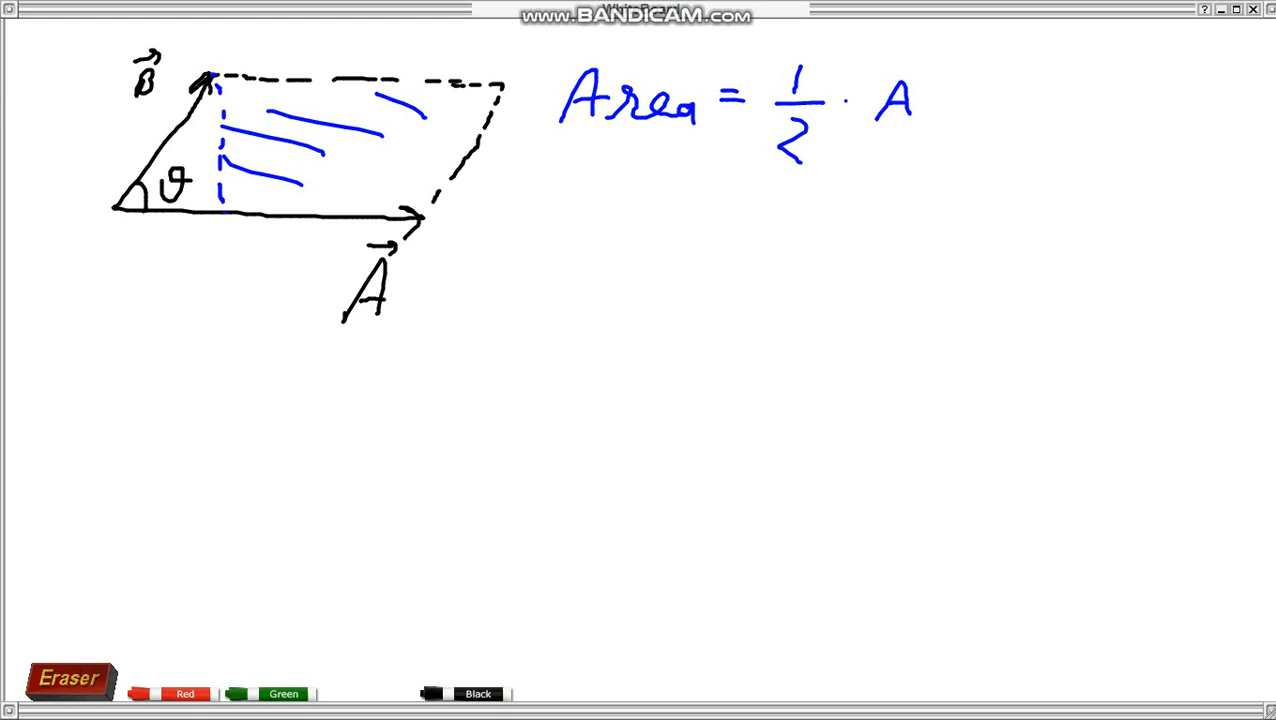 www.BANDICAM.com
?
B⃗
ϑ
A⃗
Area = 1/2 · A
Eraser
Red
Green
Black